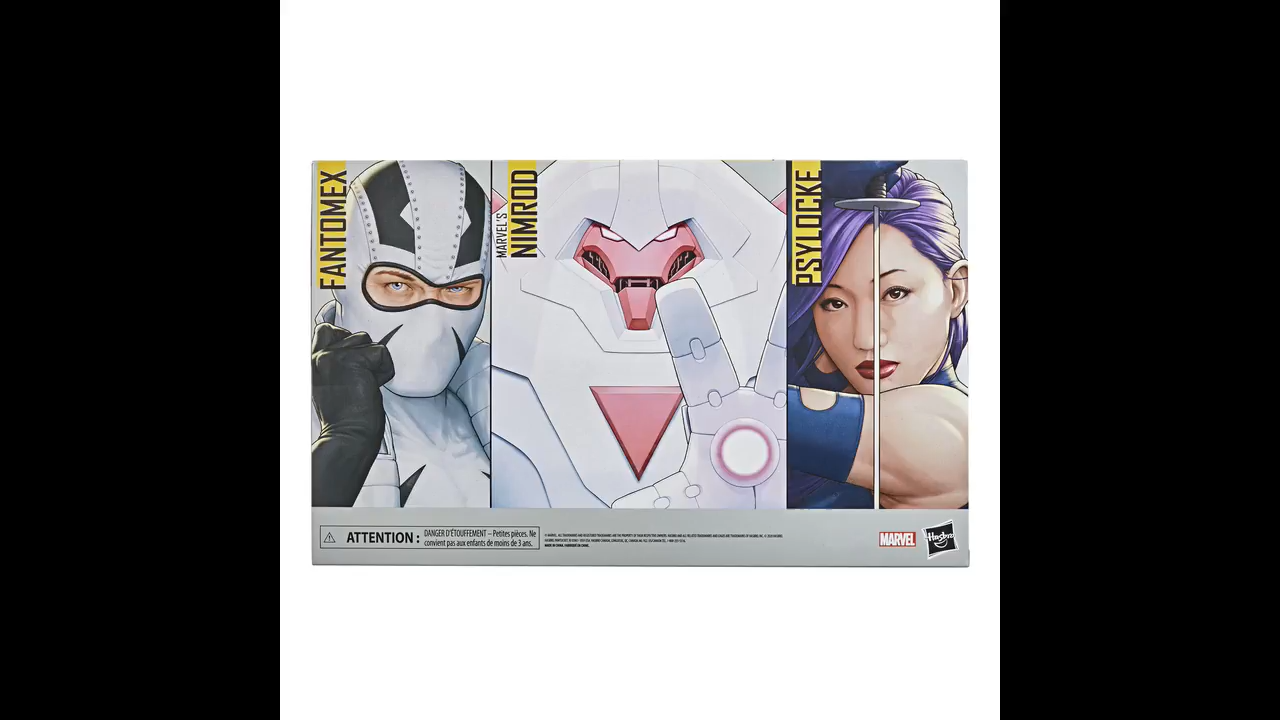 FANTOMEX
MARVEL'S
NIMROD
PSYLOCKE
ATTENTION :
DANGER D'ÉTOUFFEMENT – Petites pièces. Ne
convient pas aux enfants de moins de 3 ans.
MARVEL
Hasbro